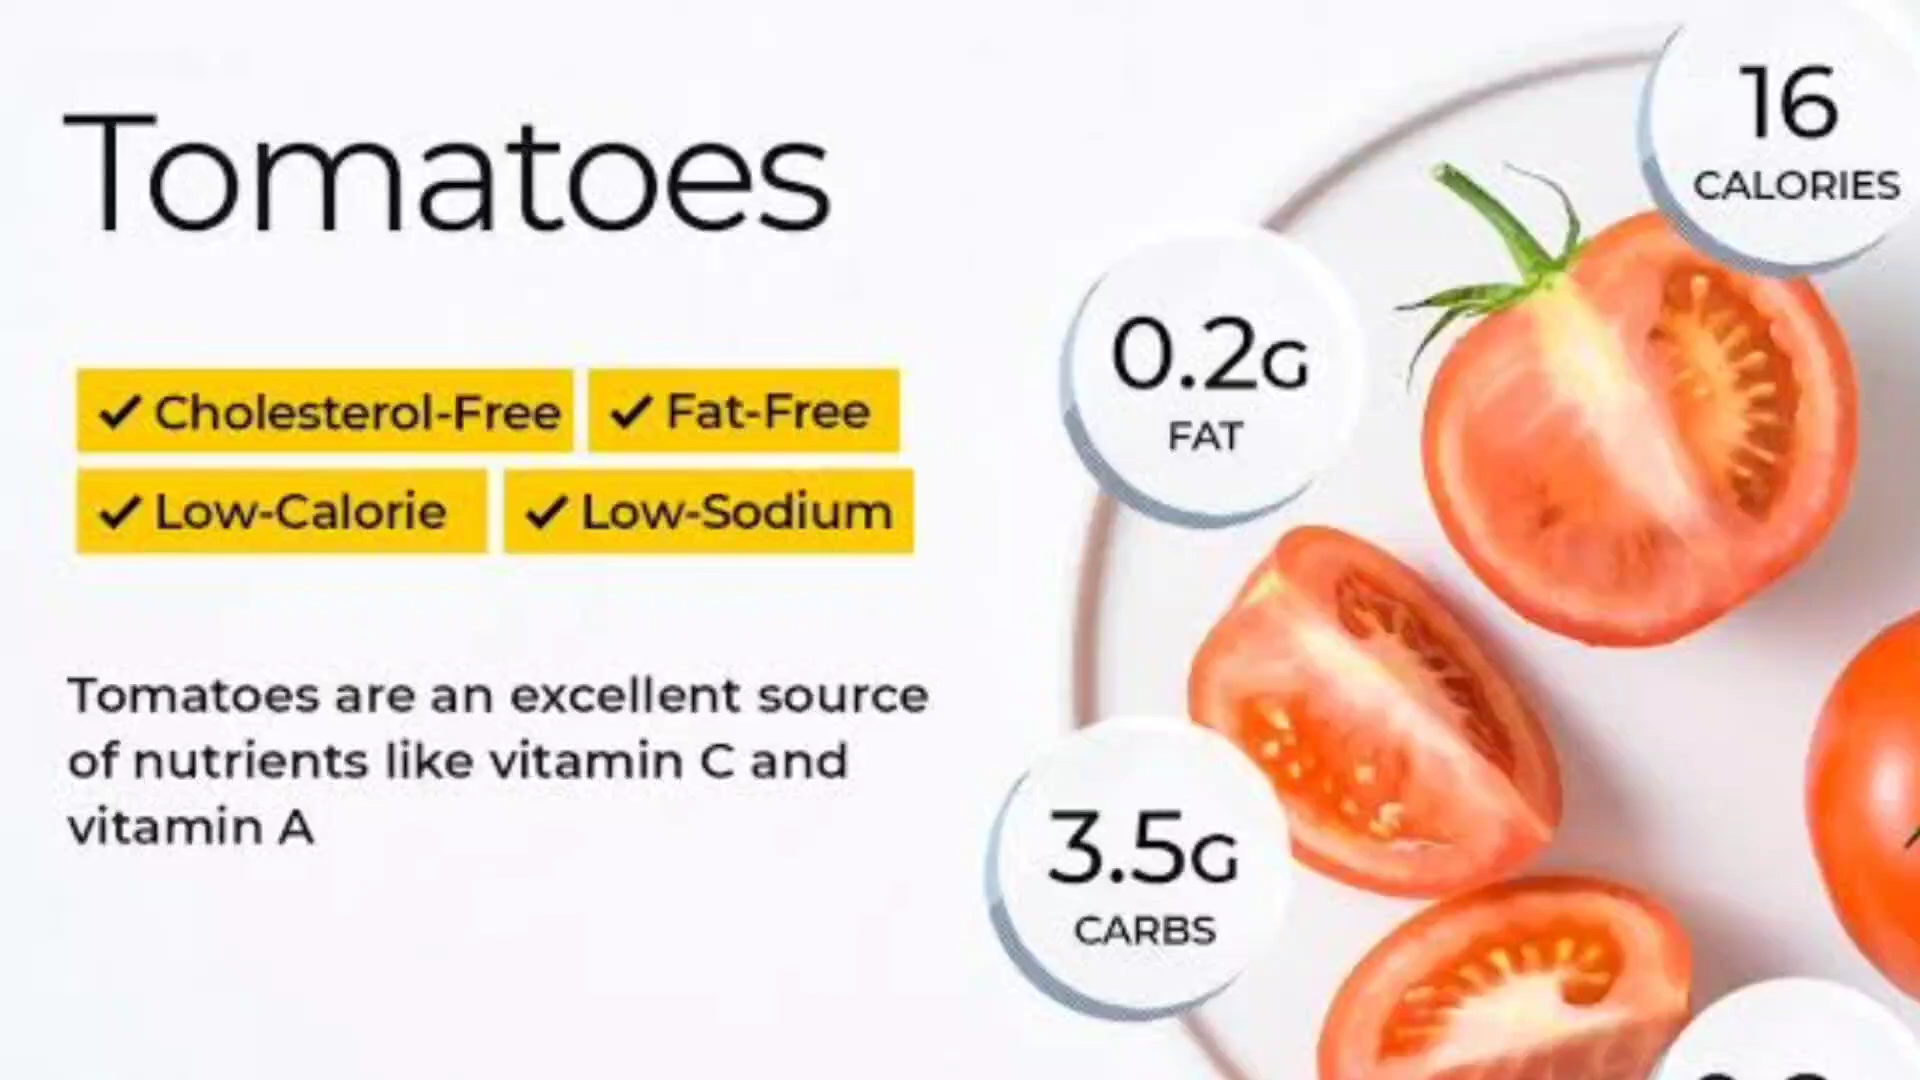 Tomatoes
✓ Cholesterol-Free ✓ Fat-Free
✓ Low-Calorie ✓ Low-Sodium
Tomatoes are an excellent source
of nutrients like vitamin C and
vitamin A
16
CALORIES
0.2G
FAT
3.5G
CARBS